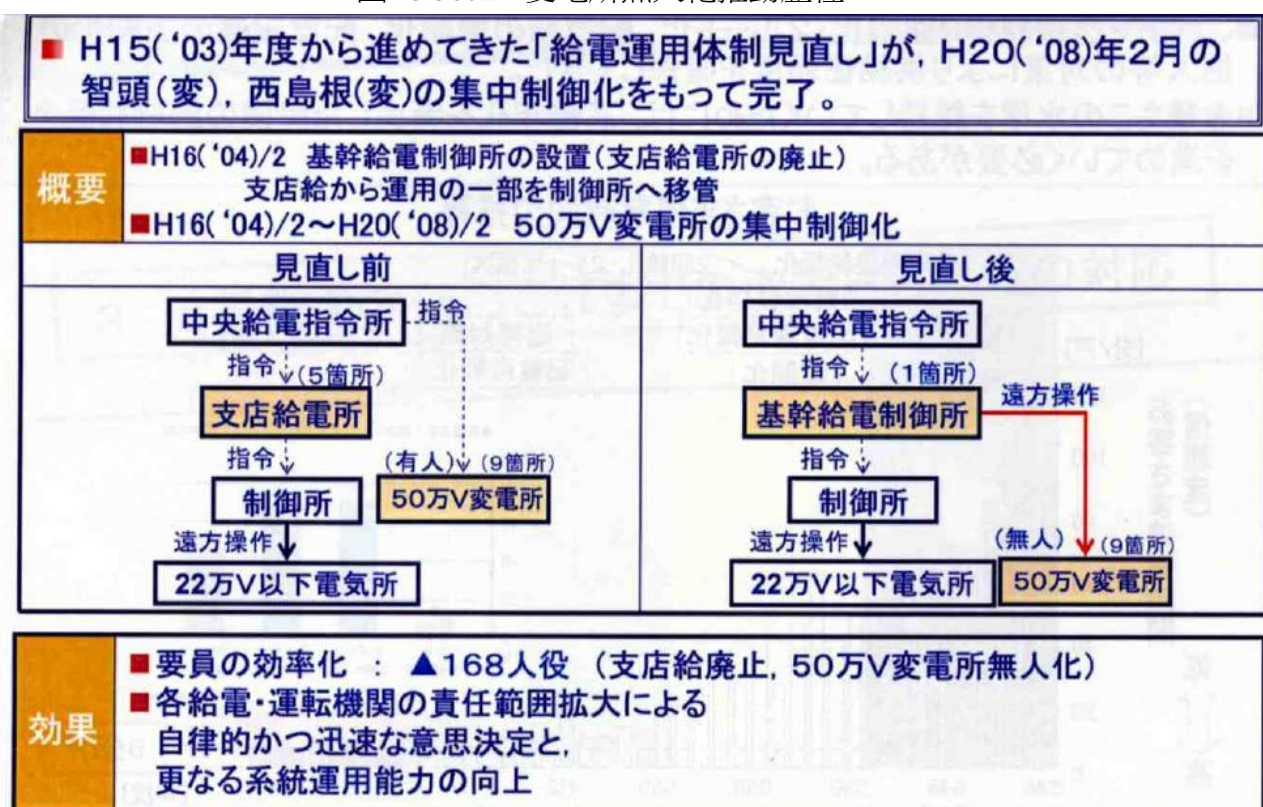 ■ H15(‘03)年度から進めてきた「給電運用体制見直し」が, H20(‘08)年2月の
智頭(変), 西島根(変)の集中制御化をもって完了。
概要
■H16(‘04)/2 基幹給電制御所の設置(支店給電所の廃止)
支店給から運用の一部を制御所へ移管
■H16(‘04)/2～H20(‘08)/2 50万V変電所の集中制御化
見直し前
中央給電指令所
指令
指令
(5箇所)
支店給電所
指令
(有人)
(9箇所)
制御所
50万V変電所
遠方操作
22万V以下電気所
見直し後
中央給電指令所
指令
(1箇所)
基幹給電制御所
遠方操作
指令
制御所
遠方操作
(無人)
(9箇所)
22万V以下電気所
50万V変電所
効果
■要員の効率化 : ▲168人役 (支店給廃止, 50万V変電所無人化)
■各給電・運転機関の責任範囲拡大による
自律的かつ迅速な意思決定と,
更なる系統運用能力の向上